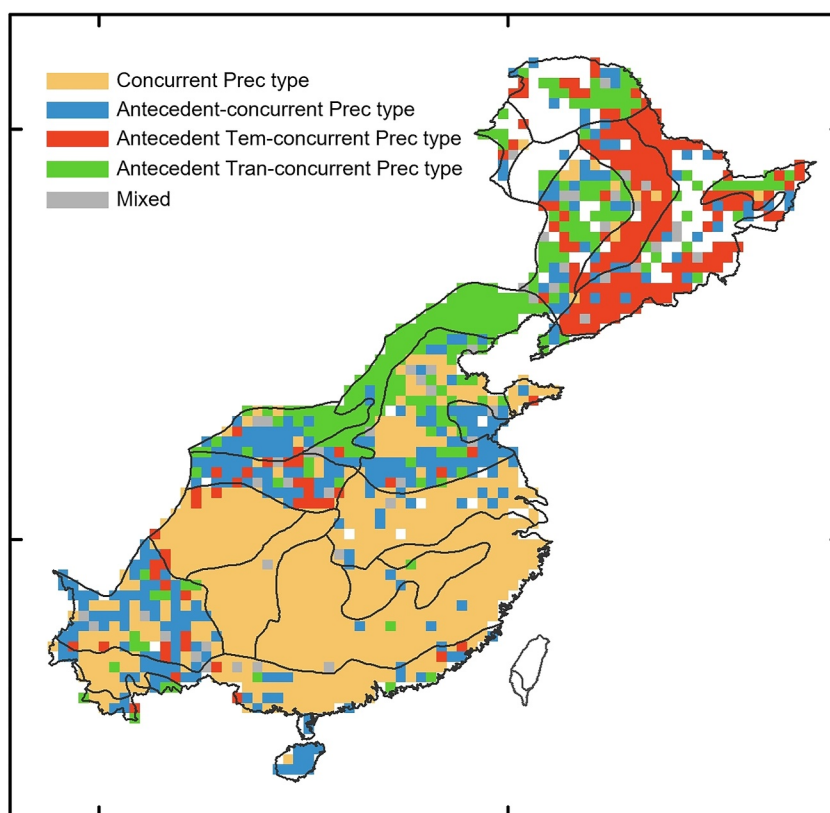 Concurrent Prec type
Antecedent-concurrent Prec type
Antecedent Tem-concurrent Prec type
Antecedent Tran-concurrent Prec type
Mixed